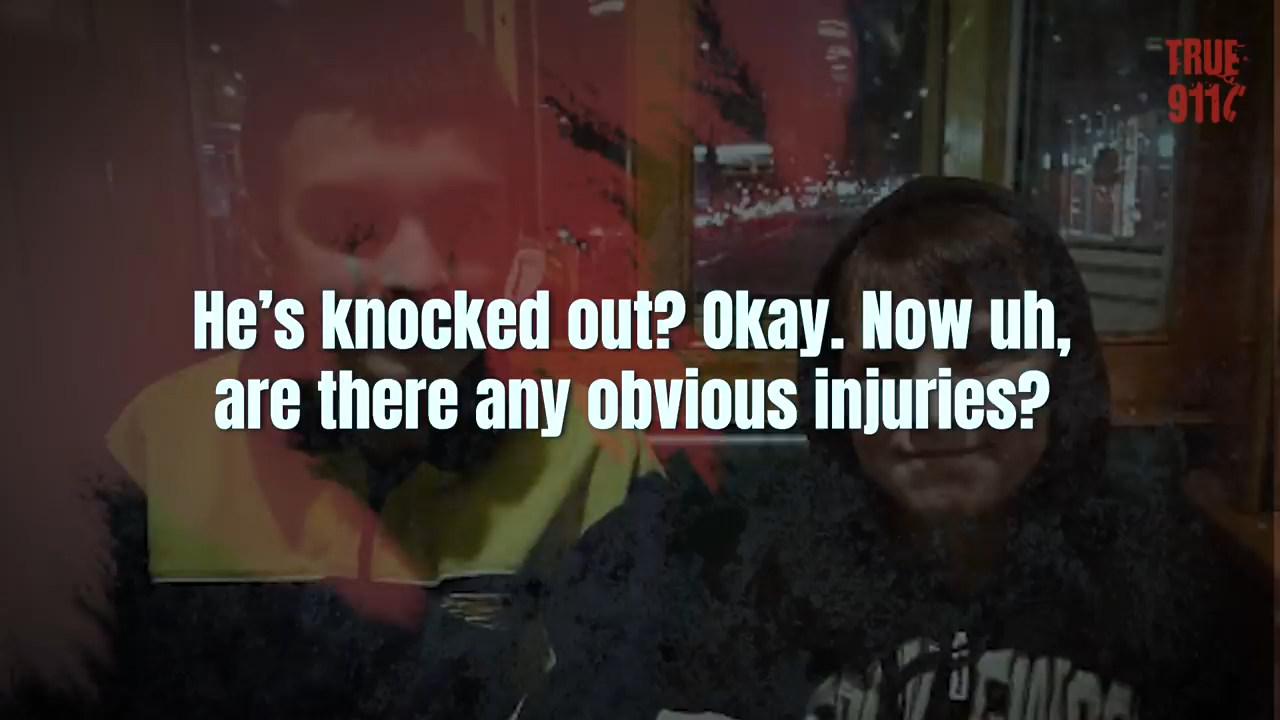 TRUE
911
He’s knocked out? Okay. Now uh,
are there any obvious injuries?